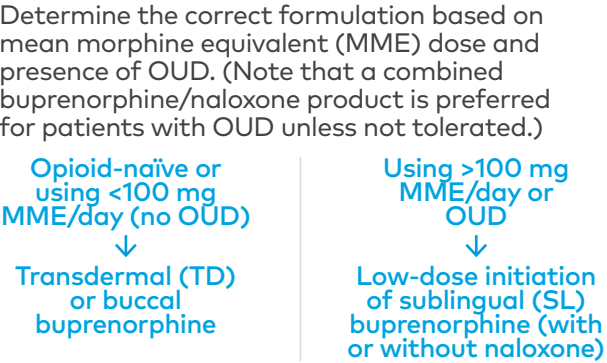 Determine the correct formulation based on
mean morphine equivalent (MME) dose and
presence of OUD. (Note that a combined
buprenorphine/naloxone product is preferred
for patients with OUD unless not tolerated.)
Opioid-naïve or
using <100 mg
MME/day (no OUD)
↓
Transdermal (TD)
or buccal
buprenorphine
Using >100 mg
MME/day or
OUD
↓
Low-dose initiation
of sublingual (SL)
buprenorphine (with
or without naloxone)